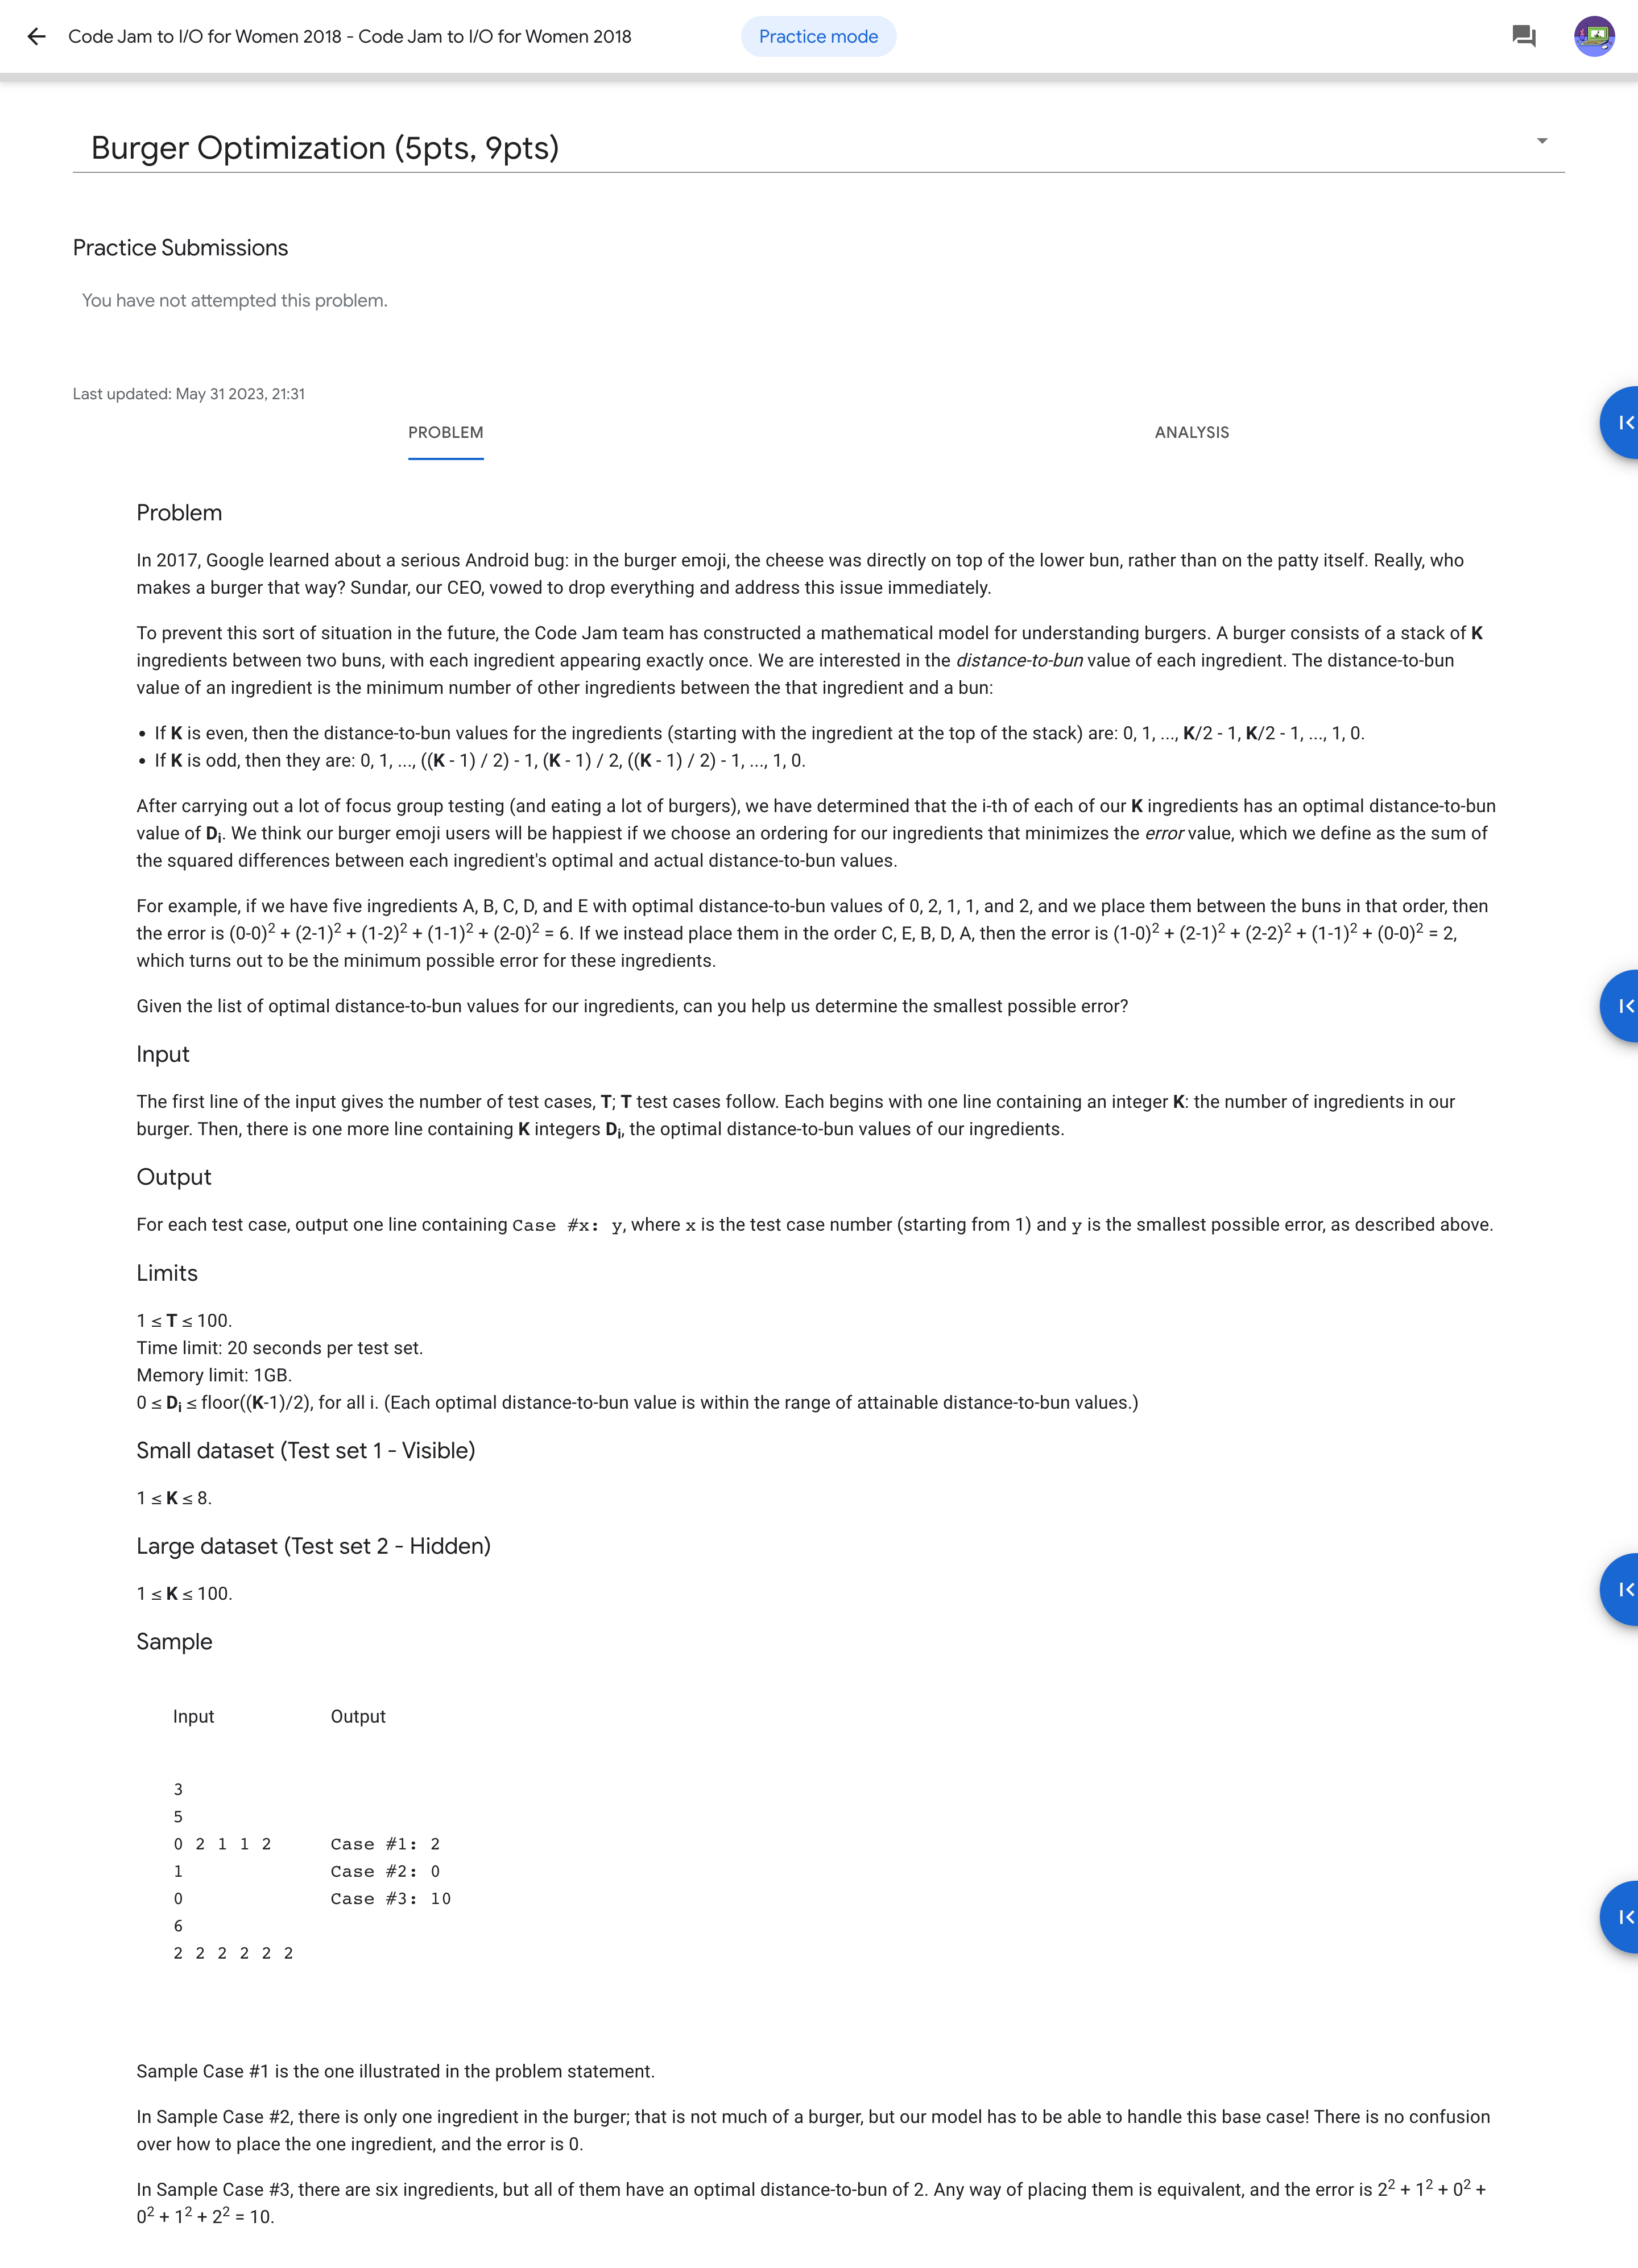 Code Jam to I/O for Women 2018 - Code Jam to I/O for Women 2018
Practice mode
Burger Optimization (5pts, 9pts)
Practice Submissions
You have not attempted this problem.
Last updated: May 31 2023, 21:31
PROBLEM
ANALYSIS
Problem
In 2017, Google learned about a serious Android bug: in the burger emoji, the cheese was directly on top of the lower bun, rather than on the patty itself. Really, who
makes a burger that way? Sundar, our CEO, vowed to drop everything and address this issue immediately.
To prevent this sort of situation in the future, the Code Jam team has constructed a mathematical model for understanding burgers. A burger consists of a stack of K
ingredients between two buns, with each ingredient appearing exactly once. We are interested in the distance-to-bun value of each ingredient. The distance-to-bun
value of an ingredient is the minimum number of other ingredients between the that ingredient and a bun:
• If K is even, then the distance-to-bun values for the ingredients (starting with the ingredient at the top of the stack) are: 0, 1, ..., K/2 - 1, K/2 - 1, ..., 1, 0.
• If K is odd, then they are: 0, 1, ..., ((K - 1) / 2) - 1, (K - 1) / 2, ((K - 1) / 2) - 1, ..., 1, 0.
After carrying out a lot of focus group testing (and eating a lot of burgers), we have determined that the i-th of each of our K ingredients has an optimal distance-to-bun
value of Di. We think our burger emoji users will be happiest if we choose an ordering for our ingredients that minimizes the error value, which we define as the sum of
the squared differences between each ingredient's optimal and actual distance-to-bun values.
For example, if we have five ingredients A, B, C, D, and E with optimal distance-to-bun values of 0, 2, 1, 1, and 2, and we place them between the buns in that order, then
the error is (0-0)² + (2-1)² + (1-2)² + (1-1)² + (2-0)² = 6. If we instead place them in the order C, E, B, D, A, then the error is (1-0)² + (2-1)² + (2-2)² + (1-1)² + (0-0)² = 2,
which turns out to be the minimum possible error for these ingredients.
Given the list of optimal distance-to-bun values for our ingredients, can you help us determine the smallest possible error?
Input
The first line of the input gives the number of test cases, T; T test cases follow. Each begins with one line containing an integer K: the number of ingredients in our
burger. Then, there is one more line containing K integers Di, the optimal distance-to-bun values of our ingredients.
Output
For each test case, output one line containing Case #x: y, where x is the test case number (starting from 1) and y is the smallest possible error, as described above.
Limits
1 ≤ T ≤ 100.
Time limit: 20 seconds per test set.
Memory limit: 1GB.
0 ≤ Di ≤ floor((K-1)/2), for all i. (Each optimal distance-to-bun value is within the range of attainable distance-to-bun values.)
Small dataset (Test set 1 - Visible)
1 ≤ K ≤ 8.
Large dataset (Test set 2 - Hidden)
1 ≤ K ≤ 100.
Sample
Input Output
3
5
0 2 1 1 2 Case #1: 2
1 Case #2: 0
0 Case #3: 10
6
2 2 2 2 2 2
Sample Case #1 is the one illustrated in the problem statement.
In Sample Case #2, there is only one ingredient in the burger; that is not much of a burger, but our model has to be able to handle this base case! There is no confusion
over how to place the one ingredient, and the error is 0.
In Sample Case #3, there are six ingredients, but all of them have an optimal distance-to-bun of 2. Any way of placing them is equivalent, and the error is 2² + 1² + 0² +
0² + 1² + 2² = 10.